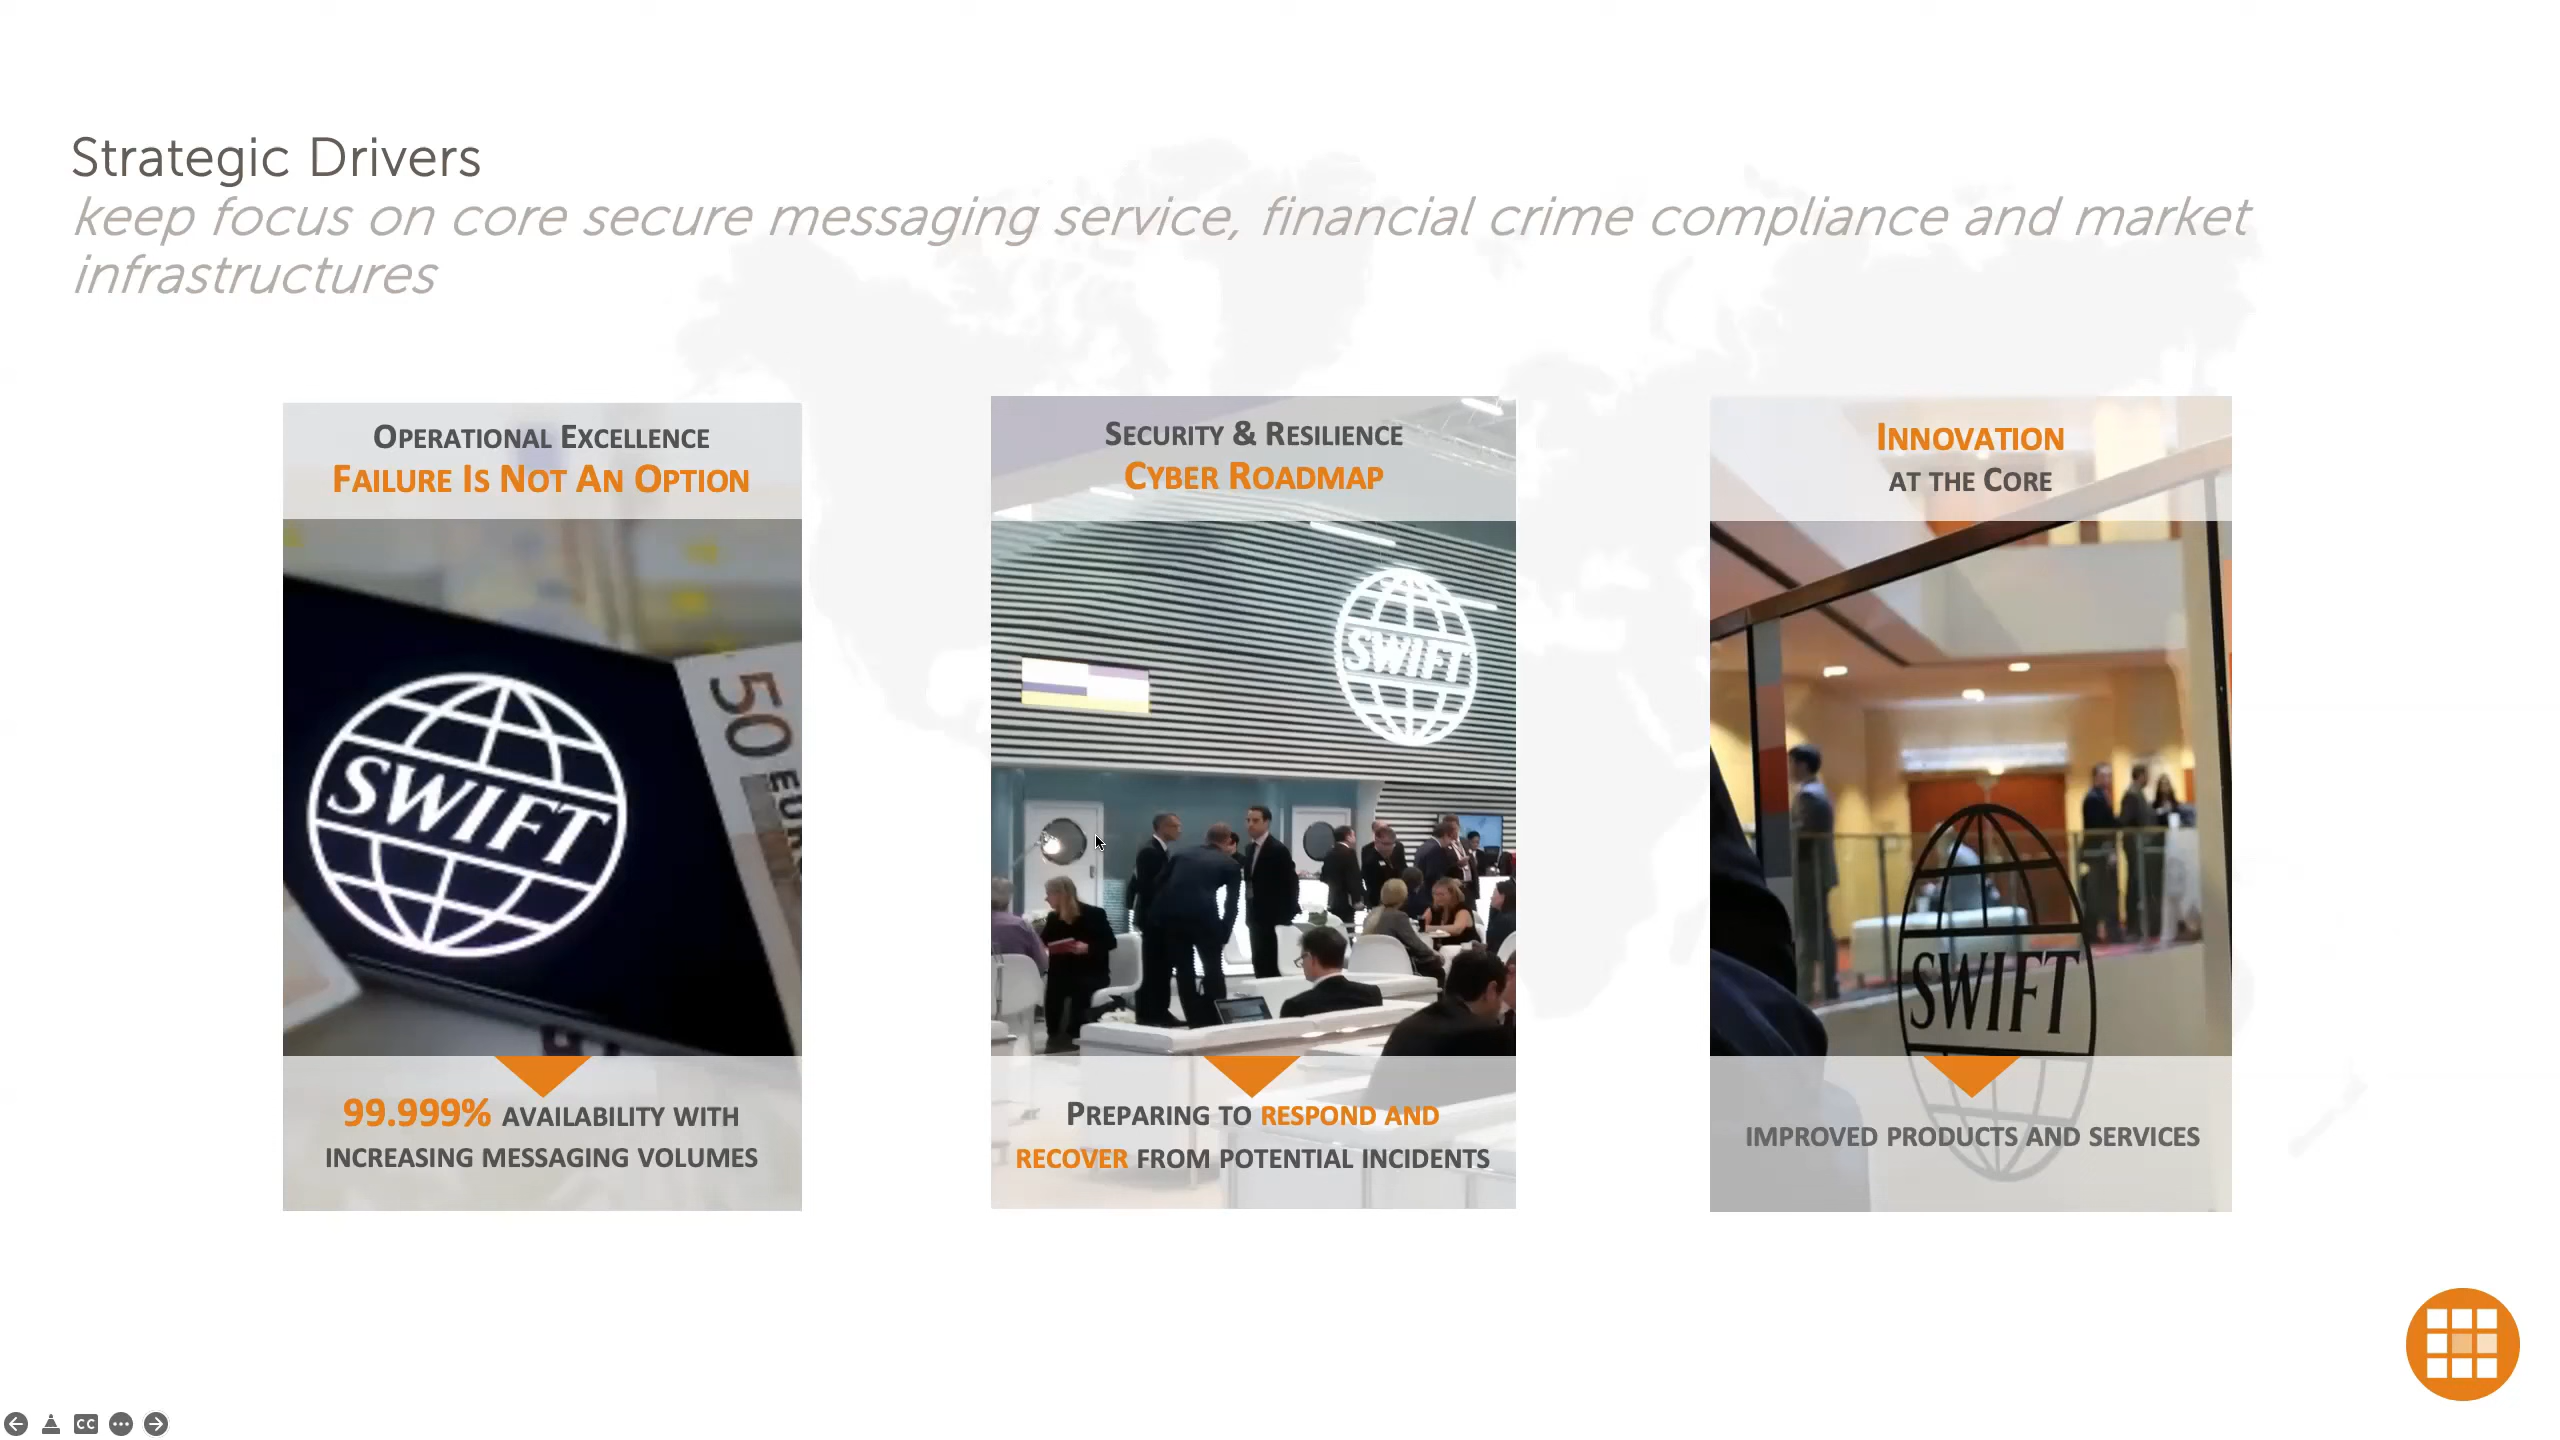 Strategic Drivers
keep focus on core secure messaging service, financial crime compliance and market
infrastructures
Operational Excellence
Failure Is Not An Option
SWIFT
50
EURO
99.999% availability with
increasing messaging volumes
Security & Resilience
Cyber Roadmap
SWIFT
Preparing to respond and
recover from potential incidents
Innovation
at the Core
SWIFT
improved products and services
CC